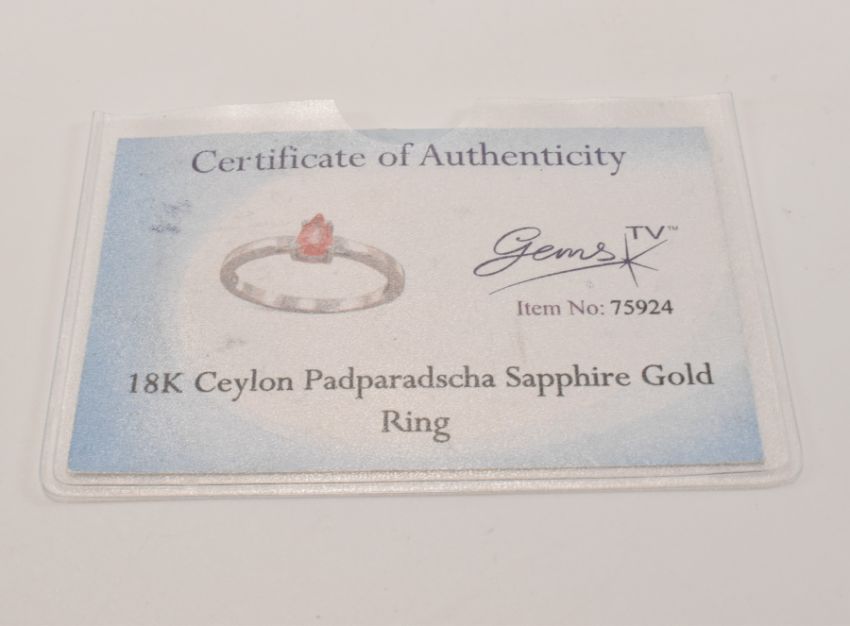 Certificate of Authenticity
Gems TV™
Item No: 75924
18K Ceylon Padparadscha Sapphire Gold
Ring